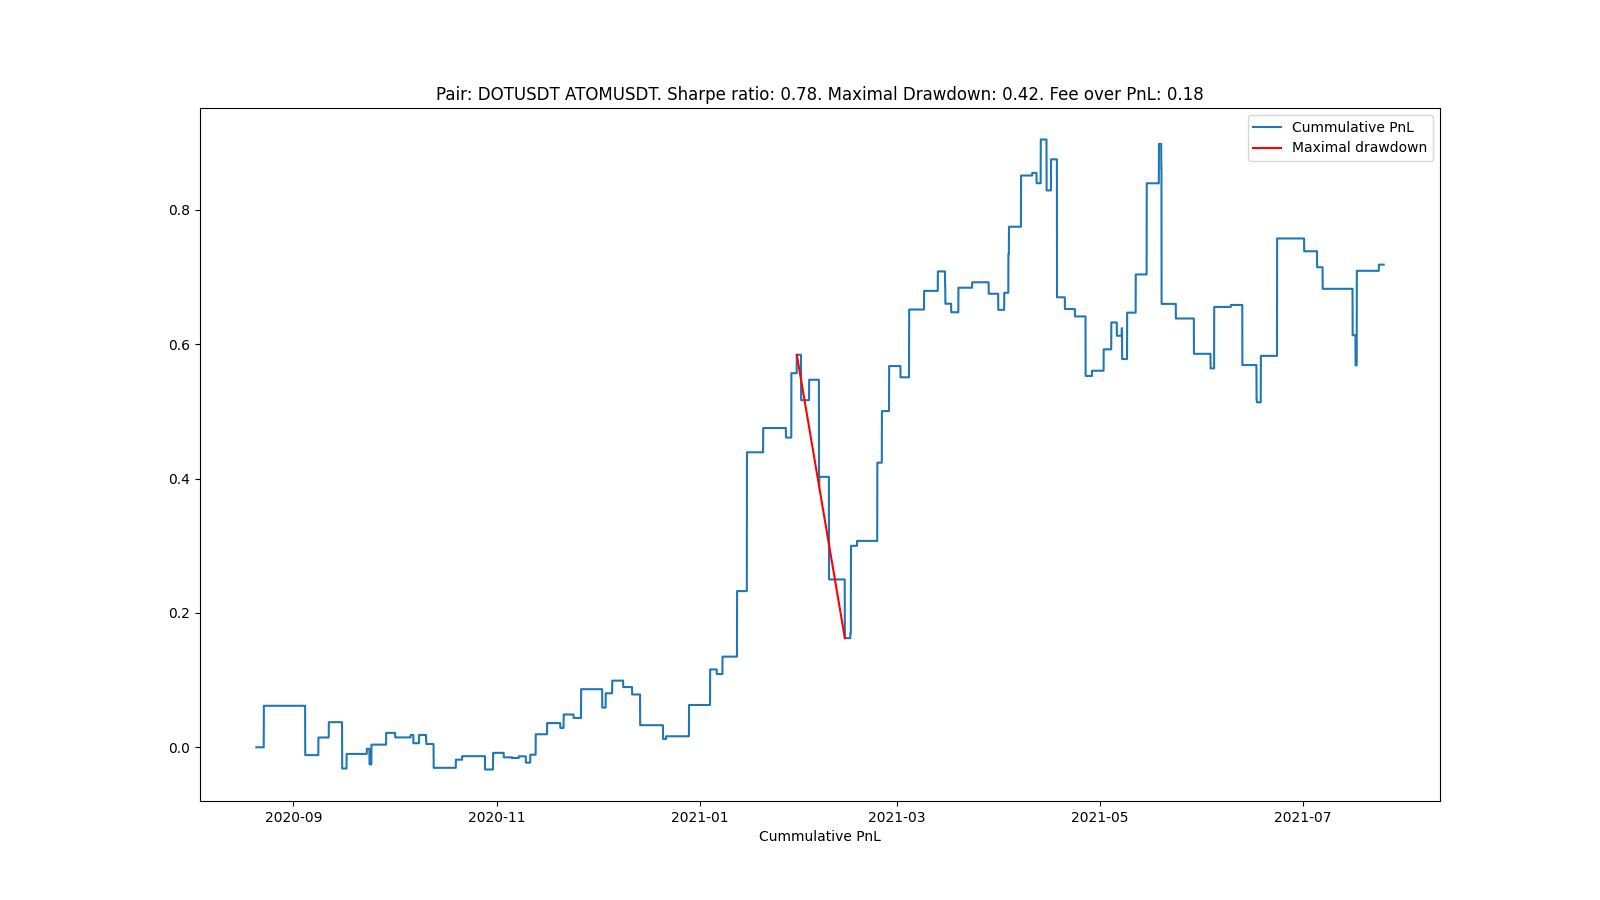 Pair: DOTUSDT ATOMUSDT. Sharpe ratio: 0.78. Maximal Drawdown: 0.42. Fee over PnL: 0.18
Cummulative PnL
Maximal drawdown
0.8
0.6
0.4
0.2
0.0
2020-09
2020-11
2021-01
2021-03
2021-05
2021-07
Cummulative PnL